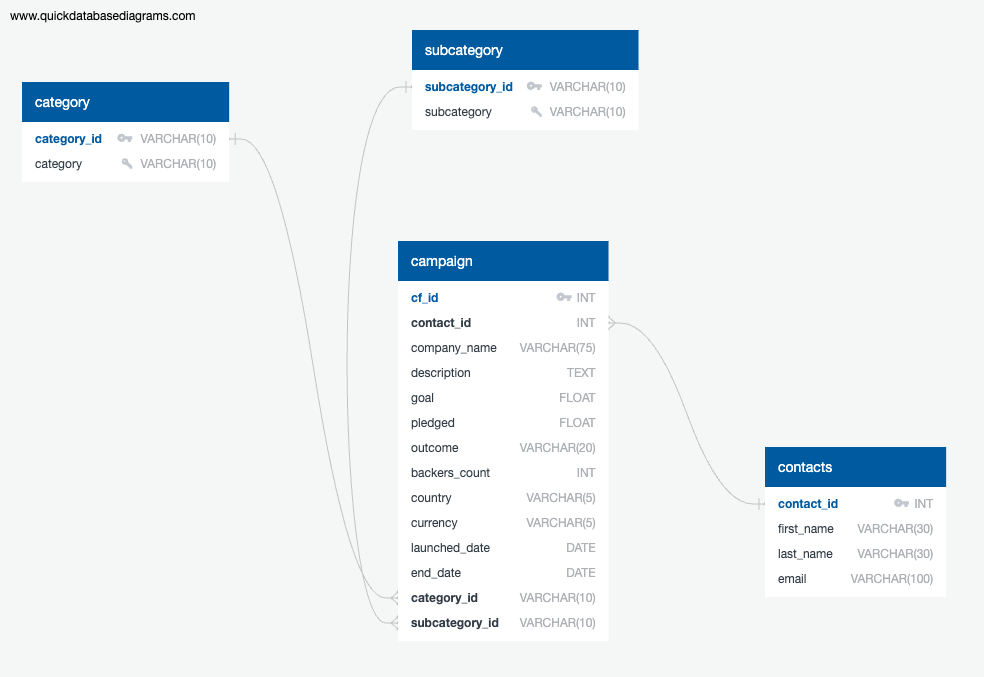 www.quickdatabasediagrams.com
subcategory
subcategory_id VARCHAR(10)
subcategory VARCHAR(10)
category
category_id VARCHAR(10)
category VARCHAR(10)
campaign
cf_id INT
contact_id INT
company_name VARCHAR(75)
description TEXT
goal FLOAT
pledged FLOAT
outcome VARCHAR(20)
backers_count INT
country VARCHAR(5)
currency VARCHAR(5)
launched_date DATE
end_date DATE
category_id VARCHAR(10)
subcategory_id VARCHAR(10)
contacts
contact_id INT
first_name VARCHAR(30)
last_name VARCHAR(30)
email VARCHAR(100)